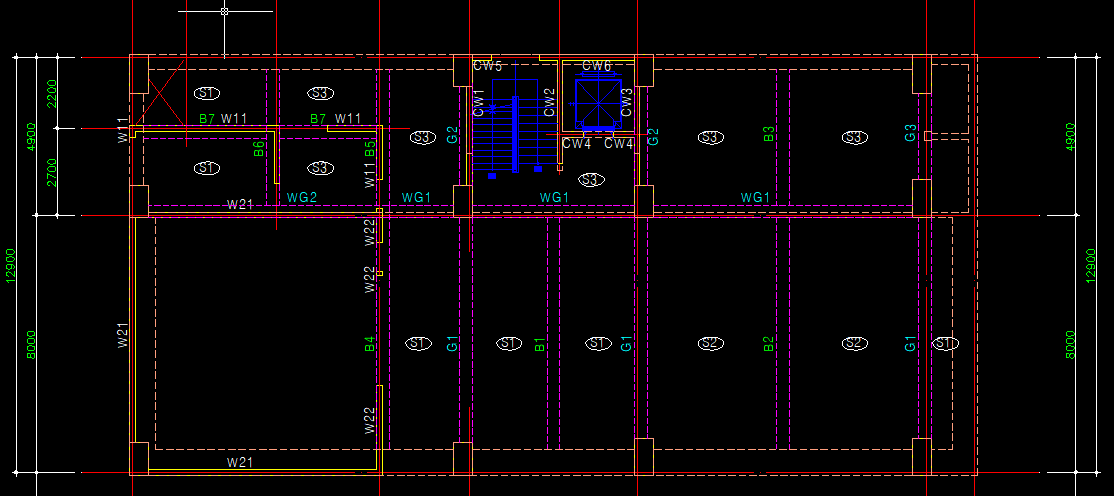 CW5 CW6
2200 S1 S3 CW1 CW2 CW3
B7 W11 B7 W11
W11 4900 S3 G2 G2 S3 B3 S3 G3 4900
B6 B5 CW4 CW4
2700 S1 S3 W11 S3
W21 WG2 WG1 WG1 WG1
W22
12900 W22 12900
W21 8000 B4 S1 G1 S1 B1 S1 G1 S2 B2 S2 G1 S1 8000
W22
W21